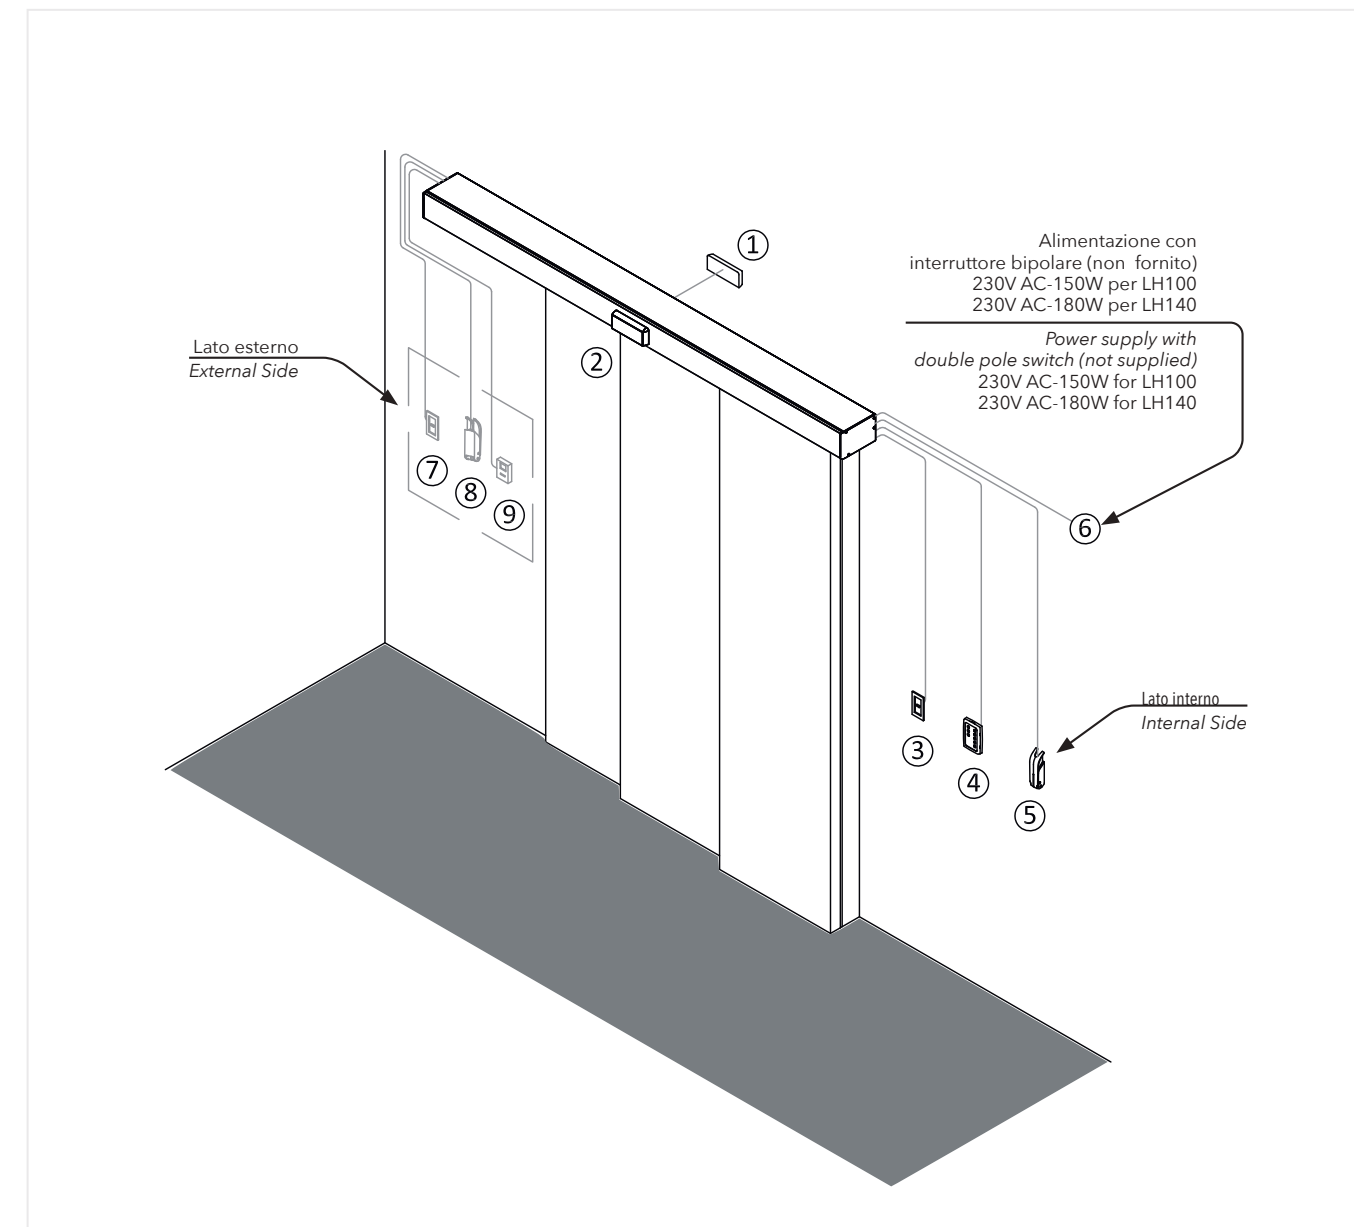 1
Alimentazione con
interruttore bipolare (non fornito)
230V AC-150W per LH100
230V AC-180W per LH140
Power supply with
double pole switch (not supplied)
230V AC-150W for LH100
230V AC-180W for LH140
2
Lato esterno
External Side
7
8
9
6
Lato interno
Internal Side
3
4
5